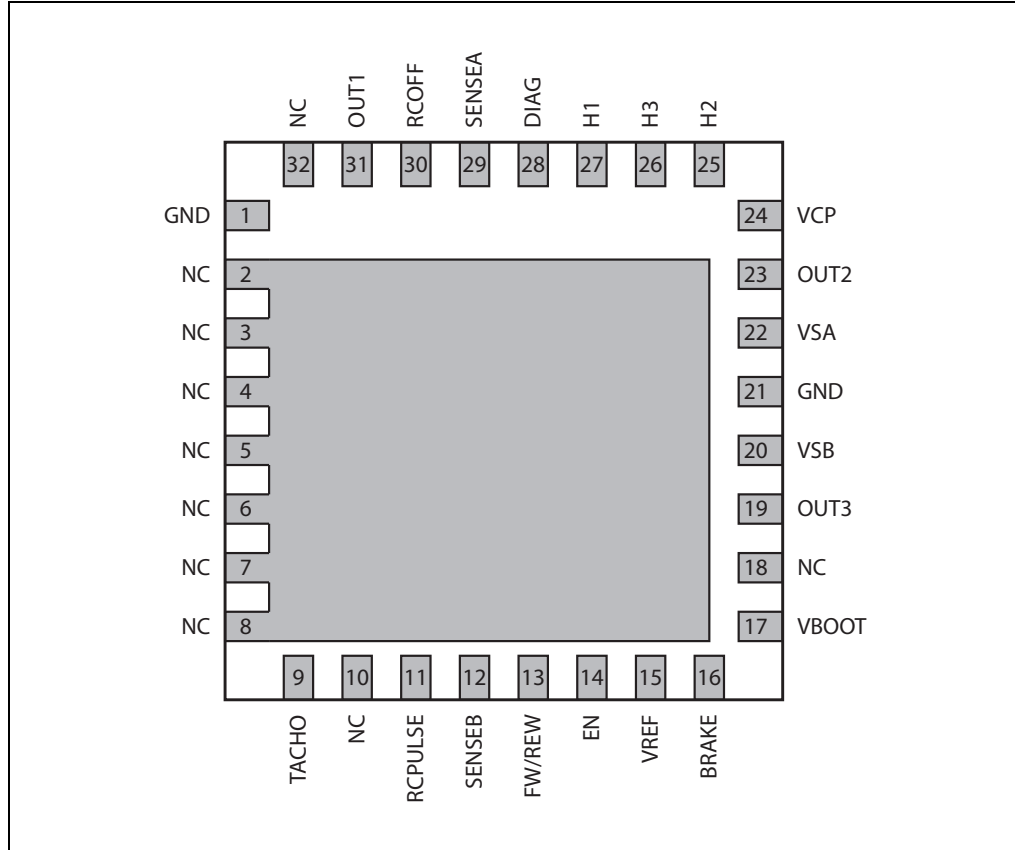 NC
OUT1
RCOFF
SENSEA
DIAG
H1
H3
H2
32
31
30
29
28
27
26
25
GND 1
24 VCP
NC 2
23 OUT2
NC 3
22 VSA
NC 4
21 GND
NC 5
20 VSB
NC 6
19 OUT3
NC 7
18 NC
NC 8
17 VBOOT
9
10
11
12
13
14
15
16
TACHO
NC
RCPULSE
SENSEB
FW/REW
EN
VREF
BRAKE